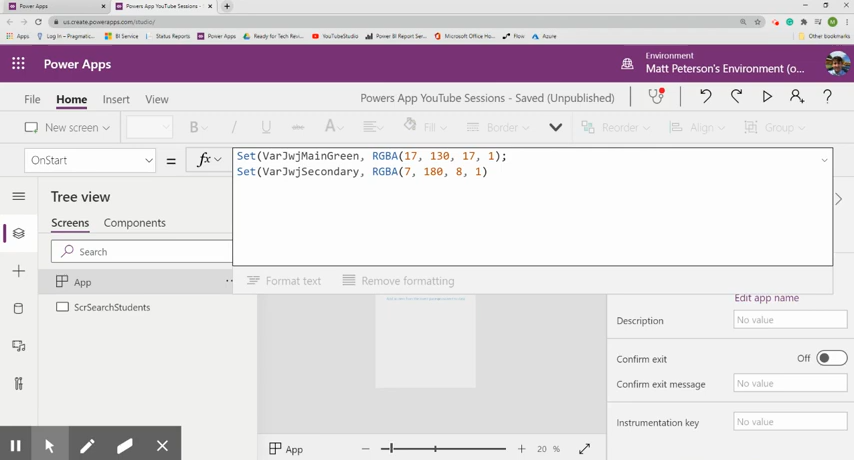 Power Apps
Powers App YouTube Sessions -
us.create.powerapps.com/studio/
Apps
Log In – Pragmatic...
BI Service
Status Reports
Power Apps
Ready for Tech Rev...
YouTubeStudio
Power BI Report Ser...
Microsoft Office Ho...
Flow
Azure
Other bookmarks
Power Apps
Environment
Matt Peterson's Environment (o...
File
Home
Insert
View
Powers App YouTube Sessions - Saved (Unpublished)
New screen
B
abc
A
Fill
Border
Reorder
Align
Group
OnStart
=
fx
Set(VarJwjMainGreen, RGBA(17, 130, 17, 1);
Set(VarJwjSecondary, RGBA(7, 180, 8, 1)
Tree view
Screens
Components
Search
Format text
Remove formatting
App
ScrSearchStudents
Edit app name
Description
No value
Confirm exit
Off
Confirm exit message
No value
Instrumentation key
No value
App
20 %